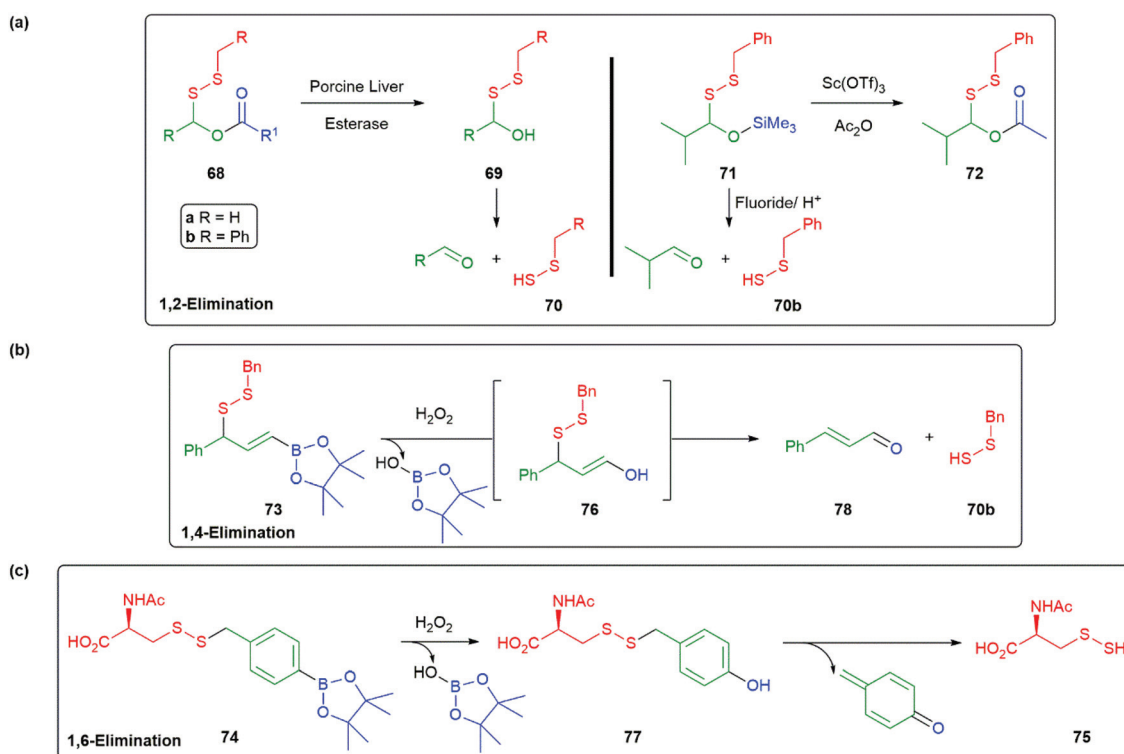 (a)
R
S
S
O
R
O
R¹
68
Porcine Liver
Esterase
R
S
S
R
OH
69
a R = H
b R = Ph
R
O
+
R
HS
S
70
1,2-Elimination
Ph
S
S
O
SiMe₃
71
Sc(OTf)₃
Ac₂O
Ph
S
S
O
O
72
Fluoride/ H⁺
O
+
Ph
HS
S
70b
(b)
Bn
S
S
Ph
B
O
O
73
H₂O₂
HO
B
O
O
Bn
S
S
Ph
OH
76
Ph
O
78
+
Bn
S
HS
70b
1,4-Elimination
(c)
NHAc
HO₂C
S
S
B
O
O
74
H₂O₂
HO
B
O
O
NHAc
HO₂C
S
S
OH
77
O
NHAc
HO₂C
S
SH
75
1,6-Elimination